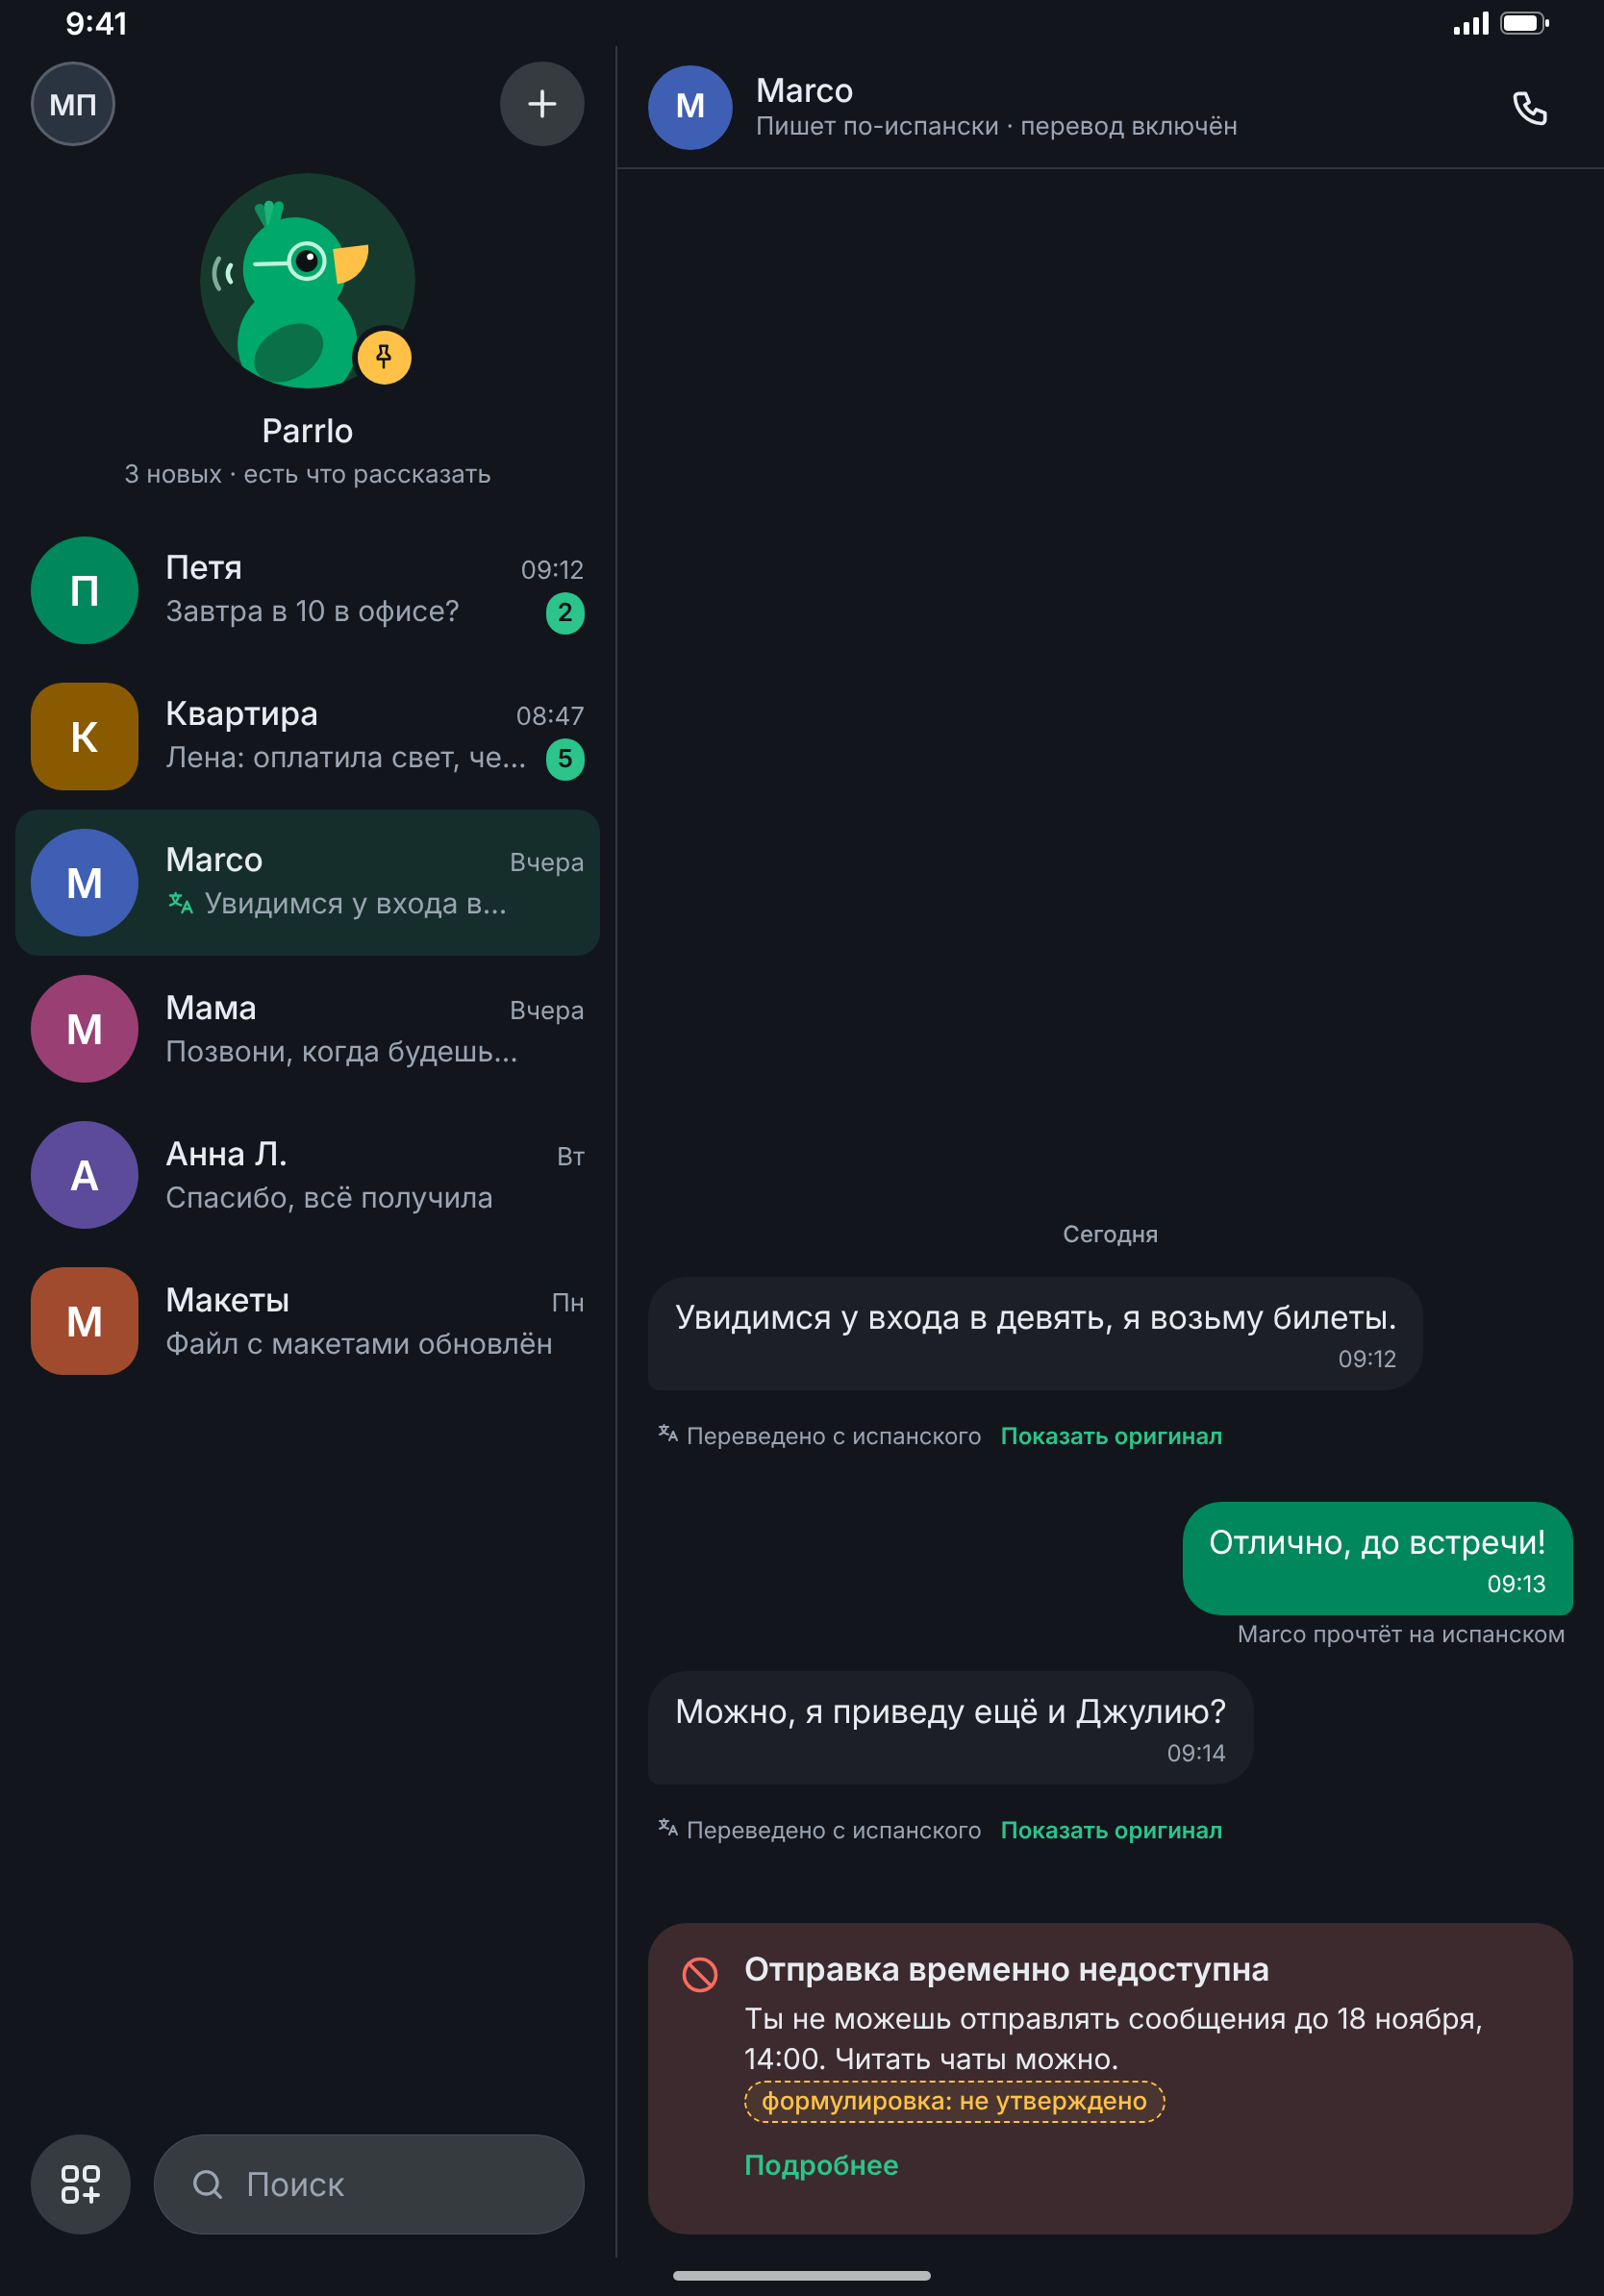 9:41
МП
Parrlo
3 новых · есть что рассказать
П
Петя
09:12
Завтра в 10 в офисе?
2
К
Квартира
08:47
Лена: оплатила свет, че...
5
M
Marco
Вчера
Увидимся у входа в...
М
Мама
Вчера
Позвони, когда будешь...
А
Анна Л.
Вт
Спасибо, всё получила
М
Макеты
Пн
Файл с макетами обновлён
Поиск
M
Marco
Пишет по-испански · перевод включён
Сегодня
Увидимся у входа в девять, я возьму билеты.
09:12
Переведено с испанского Показать оригинал
Отлично, до встречи!
09:13
Marco прочтёт на испанском
Можно, я приведу ещё и Джулию?
09:14
Переведено с испанского Показать оригинал
Отправка временно недоступна
Ты не можешь отправлять сообщения до 18 ноября,
14:00. Читать чаты можно.
формулировка: не утверждено
Подробнее